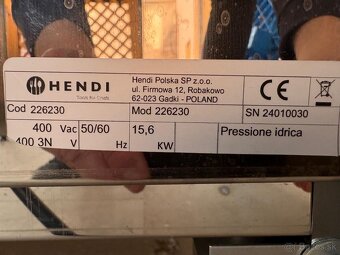 HENDI
Tools for Chefs
Hendi Polska SP z.o.o.
ul. Firmowa 12, Robakowo
62-023 Gadki - POLAND
CE
Cod 226230
Mod 226230
SN 24010030
400 Vac 50/60 15,6
Pressione idrica
400 3N V Hz KW